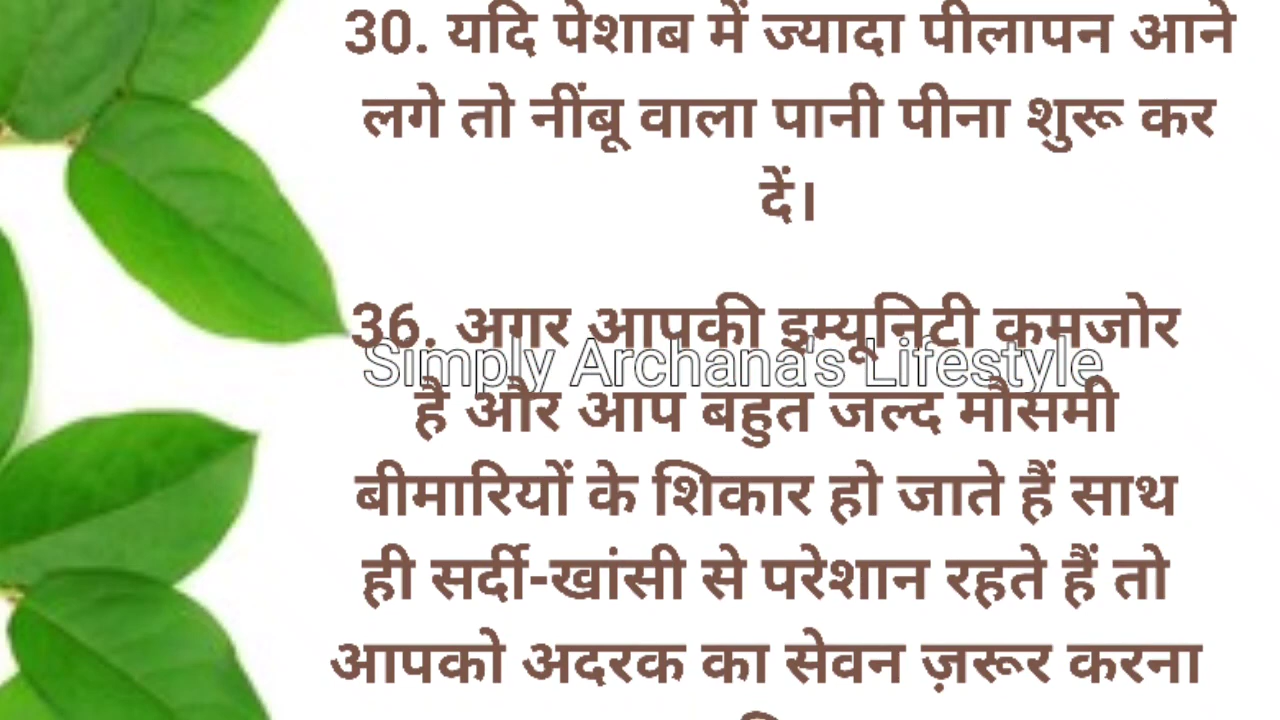 30. यदि पेशाब में ज्यादा पीलापन आने
लगे तो नींबू वाला पानी पीना शुरू कर
दें।
36. अगर आपकी इम्यूनिटी कमजोर
Simply Archana's Lifestyle
है और आप बहुत जल्द मौसमी
बीमारियों के शिकार हो जाते हैं साथ
ही सर्दी-खांसी से परेशान रहते हैं तो
आपको अदरक का सेवन ज़रूर करना